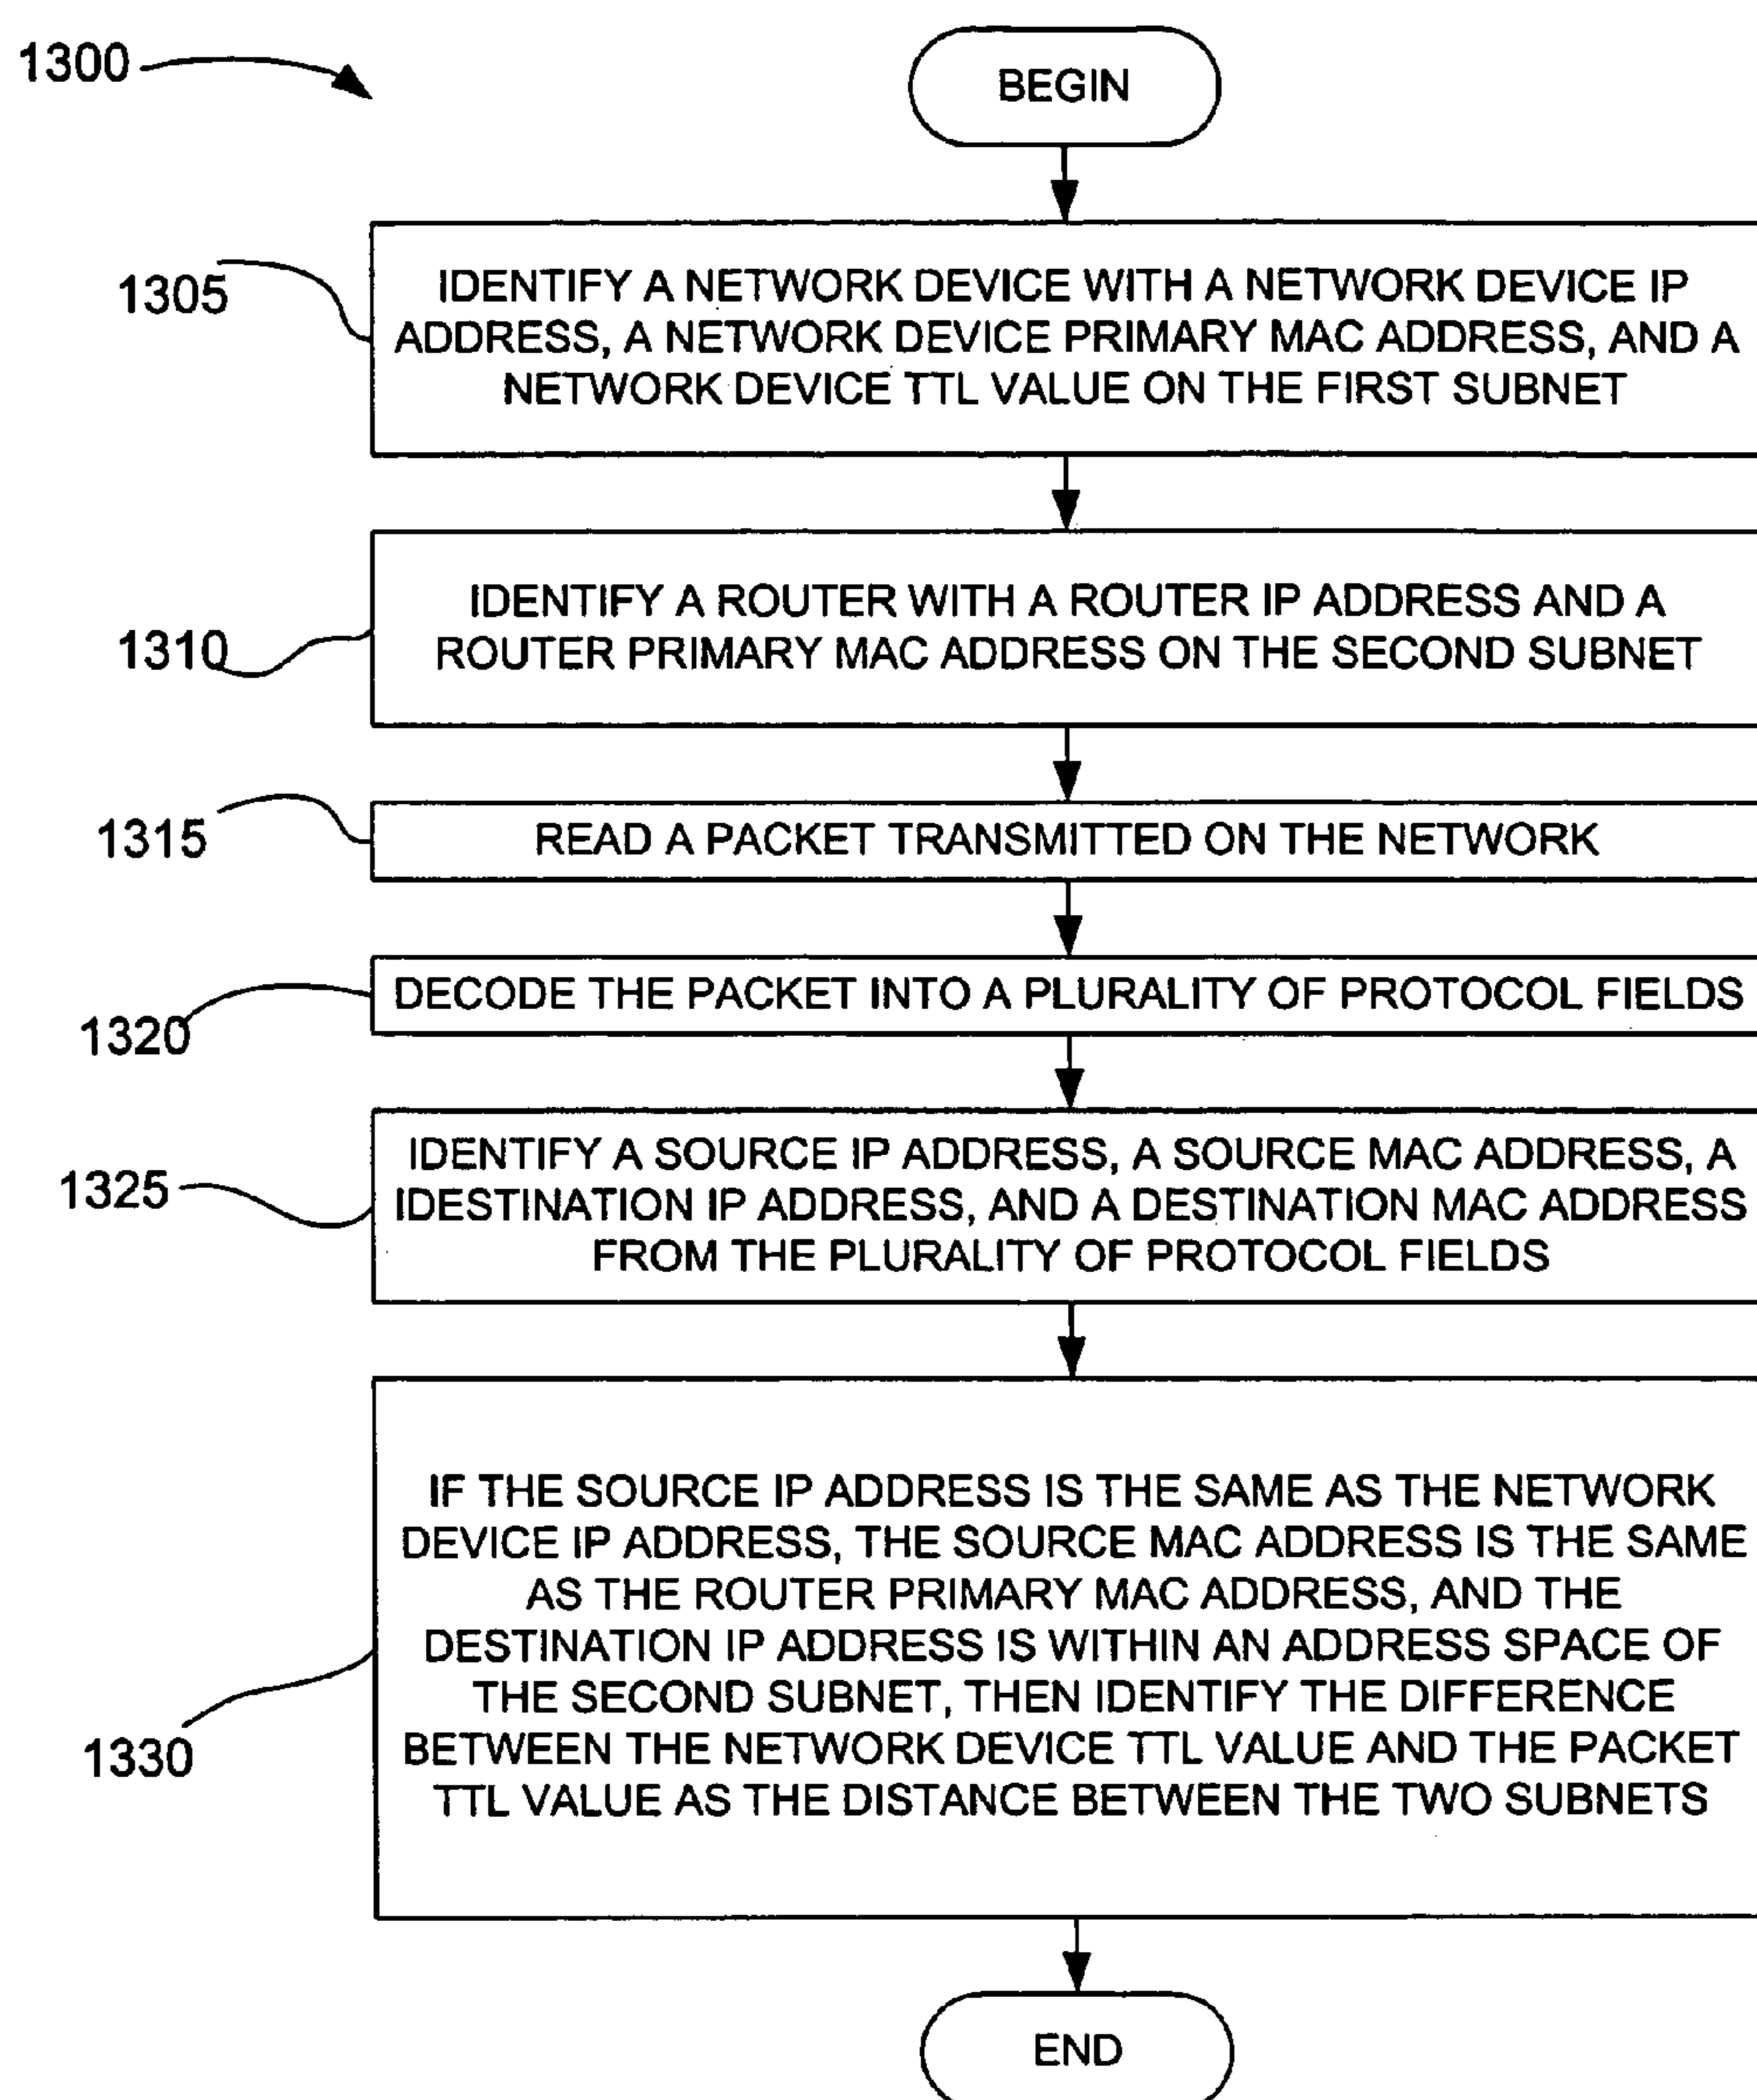 1300
BEGIN
1305
IDENTIFY A NETWORK DEVICE WITH A NETWORK DEVICE IP
ADDRESS, A NETWORK DEVICE PRIMARY MAC ADDRESS, AND A
NETWORK DEVICE TTL VALUE ON THE FIRST SUBNET
1310
IDENTIFY A ROUTER WITH A ROUTER IP ADDRESS AND A
ROUTER PRIMARY MAC ADDRESS ON THE SECOND SUBNET
1315
READ A PACKET TRANSMITTED ON THE NETWORK
1320
DECODE THE PACKET INTO A PLURALITY OF PROTOCOL FIELDS
1325
IDENTIFY A SOURCE IP ADDRESS, A SOURCE MAC ADDRESS, A
IDESTINATION IP ADDRESS, AND A DESTINATION MAC ADDRESS
FROM THE PLURALITY OF PROTOCOL FIELDS
1330
IF THE SOURCE IP ADDRESS IS THE SAME AS THE NETWORK
DEVICE IP ADDRESS, THE SOURCE MAC ADDRESS IS THE SAME
AS THE ROUTER PRIMARY MAC ADDRESS, AND THE
DESTINATION IP ADDRESS IS WITHIN AN ADDRESS SPACE OF
THE SECOND SUBNET, THEN IDENTIFY THE DIFFERENCE
BETWEEN THE NETWORK DEVICE TTL VALUE AND THE PACKET
TTL VALUE AS THE DISTANCE BETWEEN THE TWO SUBNETS
END